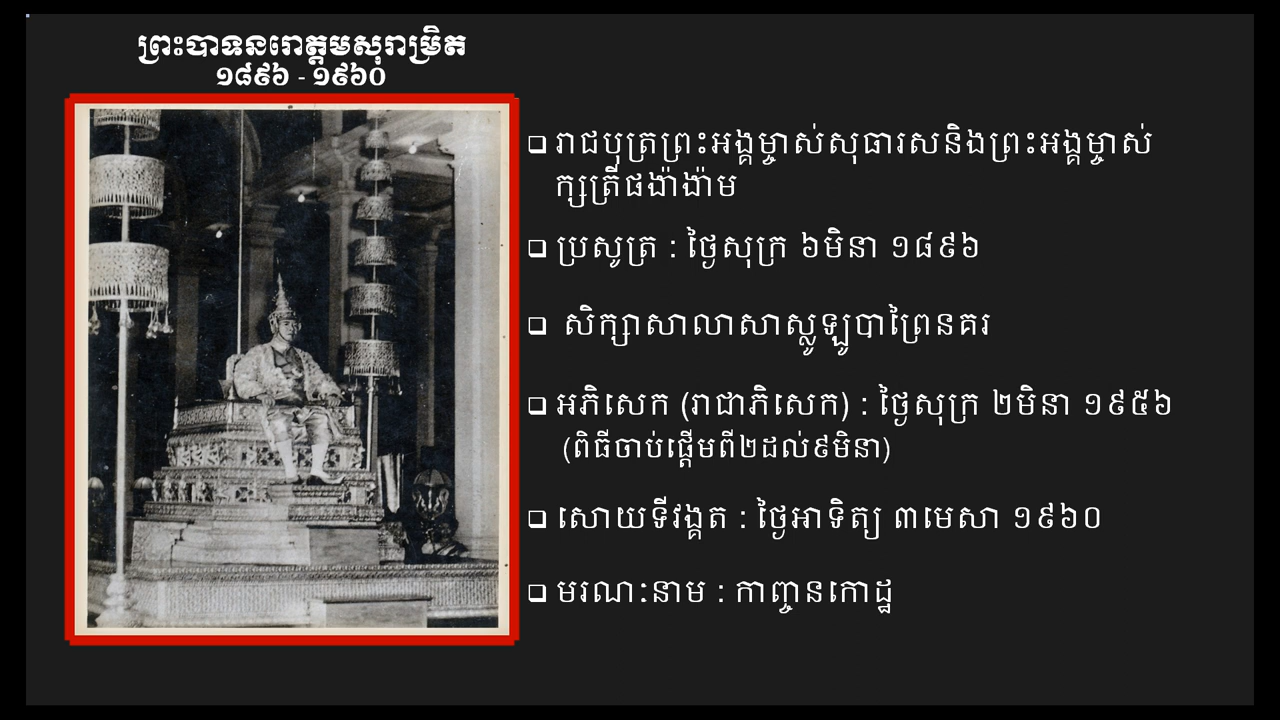 ព្រះបាទនរោត្តមសុរាម្រិត
១៨៩៦ - ១៩៦០
រាជបុត្រព្រះអង្គម្ចាស់សុធារសនិងព្រះអង្គម្ចាស់
ក្សត្រីផងាំងាំម
ប្រសូត្រ : ថ្ងៃសុក្រ ៦មិនា ១៨៩៦
សិក្សាសាលាសាស្លូឡូបាព្រៃនគរ
អភិសេក (រាជាភិសេក) : ថ្ងៃសុក្រ ២មិនា ១៩៥៦
(ពិធីចាប់ផ្តើមពី២ដល់៩មិនា)
សោយទីវង្គត : ថ្ងៃអាទិត្យ ៣មេសា ១៩៦០
មរណៈនាម : កាញ្ចនកោដ្ឋ